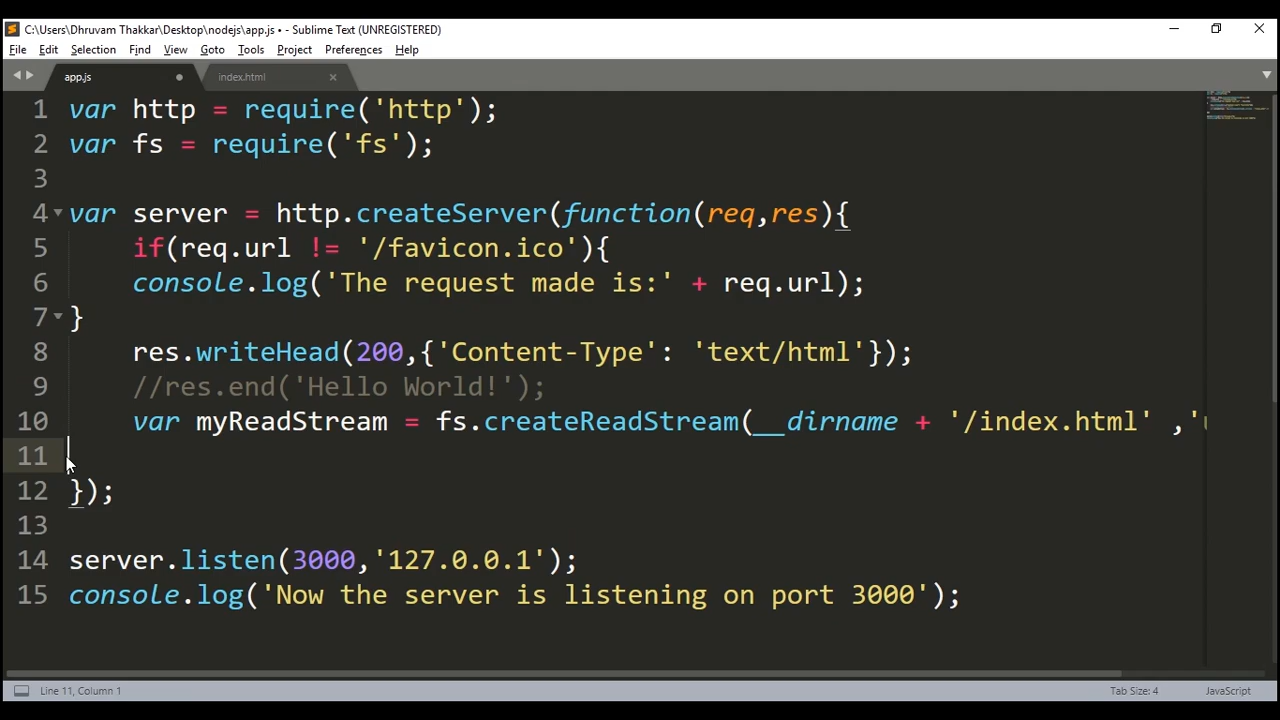 C:\Users\Dhruvam Thakkar\Desktop\nodejs\app.js • - Sublime Text (UNREGISTERED)
File Edit Selection Find View Goto Tools Project Preferences Help
app.js index.html
1 var http = require('http');
2 var fs = require('fs');
3
4 var server = http.createServer(function(req,res){
5 if(req.url != '/favicon.ico'){
6 console.log('The request made is:' + req.url);
7 }
8 res.writeHead(200,{'Content-Type': 'text/html'});
9 //res.end('Hello World!');
10 var myReadStream = fs.createReadStream(__dirname + '/index.html' ,'
11
12 });
13
14 server.listen(3000,'127.0.0.1');
15 console.log('Now the server is listening on port 3000');
Line 11, Column 1 Tab Size: 4 JavaScript